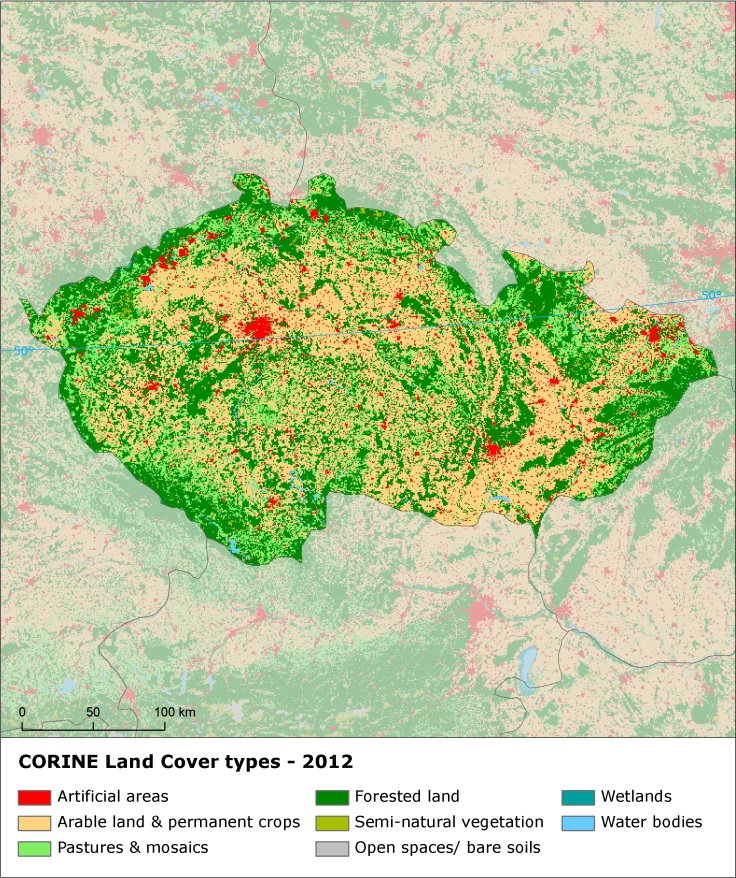 50°
50°
0 50 100 km
CORINE Land Cover types - 2012
Artificial areas
Forested land
Wetlands
Arable land & permanent crops
Semi-natural vegetation
Water bodies
Pastures & mosaics
Open spaces/ bare soils